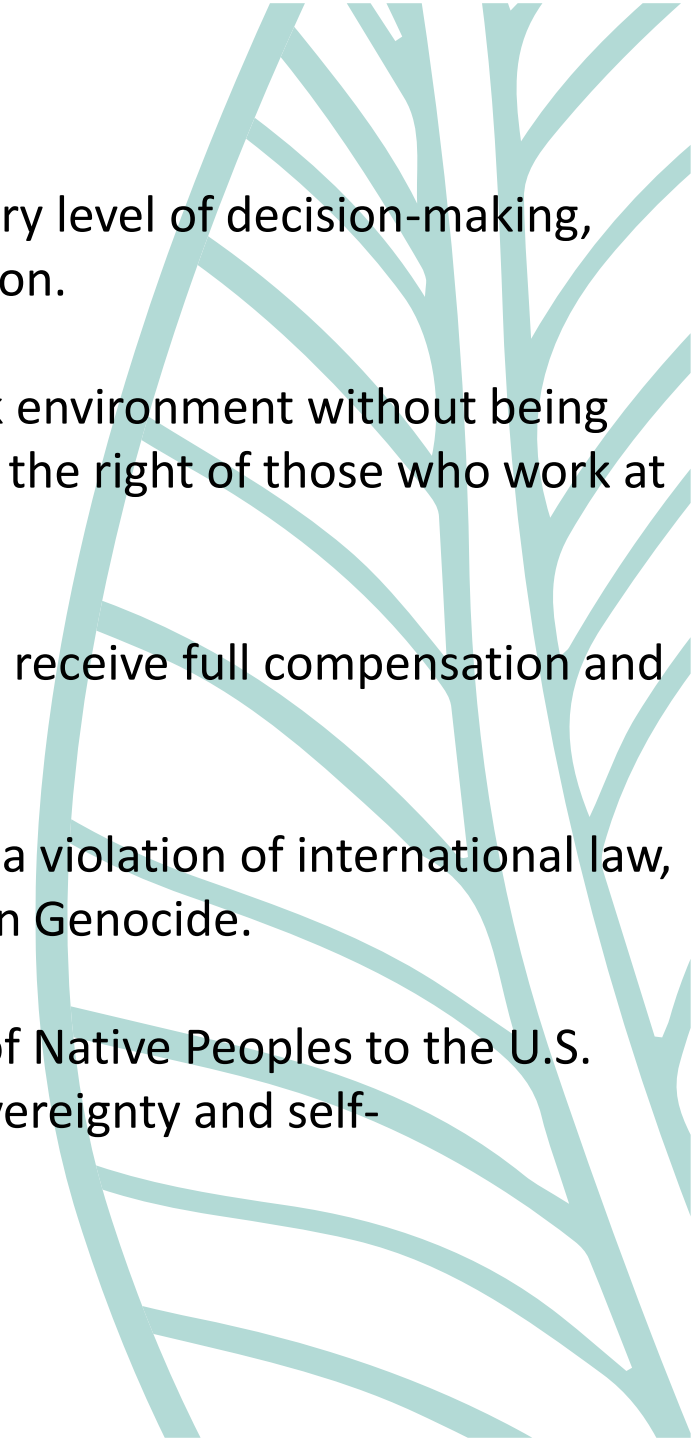 ry level of decision-making,
on.
environment without being
the right of those who work at
receive full compensation and
a violation of international law,
n Genocide.
of Native Peoples to the U.S.
vereignty and self-